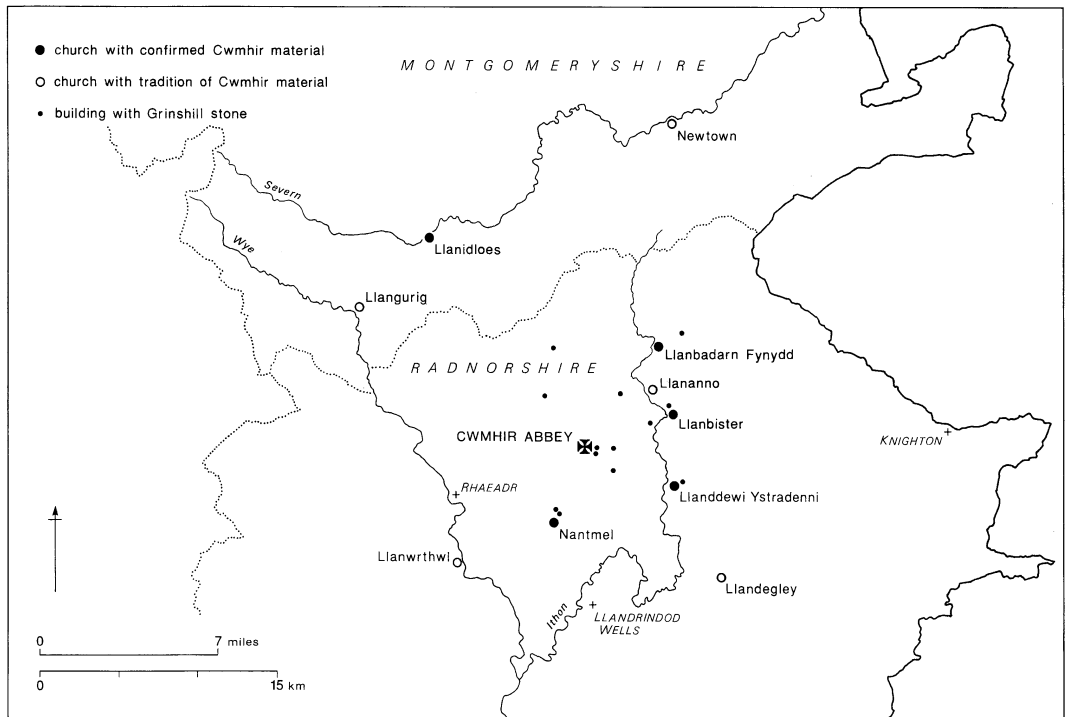 church with confirmed Cwmhir material
church with tradition of Cwmhir material
building with Grinshill stone
MONTGOMERYSHIRE
Newtown
Severn
Wye
Llanidloes
Llangurig
RADNORSHIRE
Llanbadarn Fynydd
Llananno
Llanbister
CWMHIR ABBEY
KNIGHTON
RHAEADR
Llanddewi Ystradenni
Nantmel
Llanwrthwl
Llandegley
Ithon
LLANDRINDOD
WELLS
0 7 miles
0 15 km